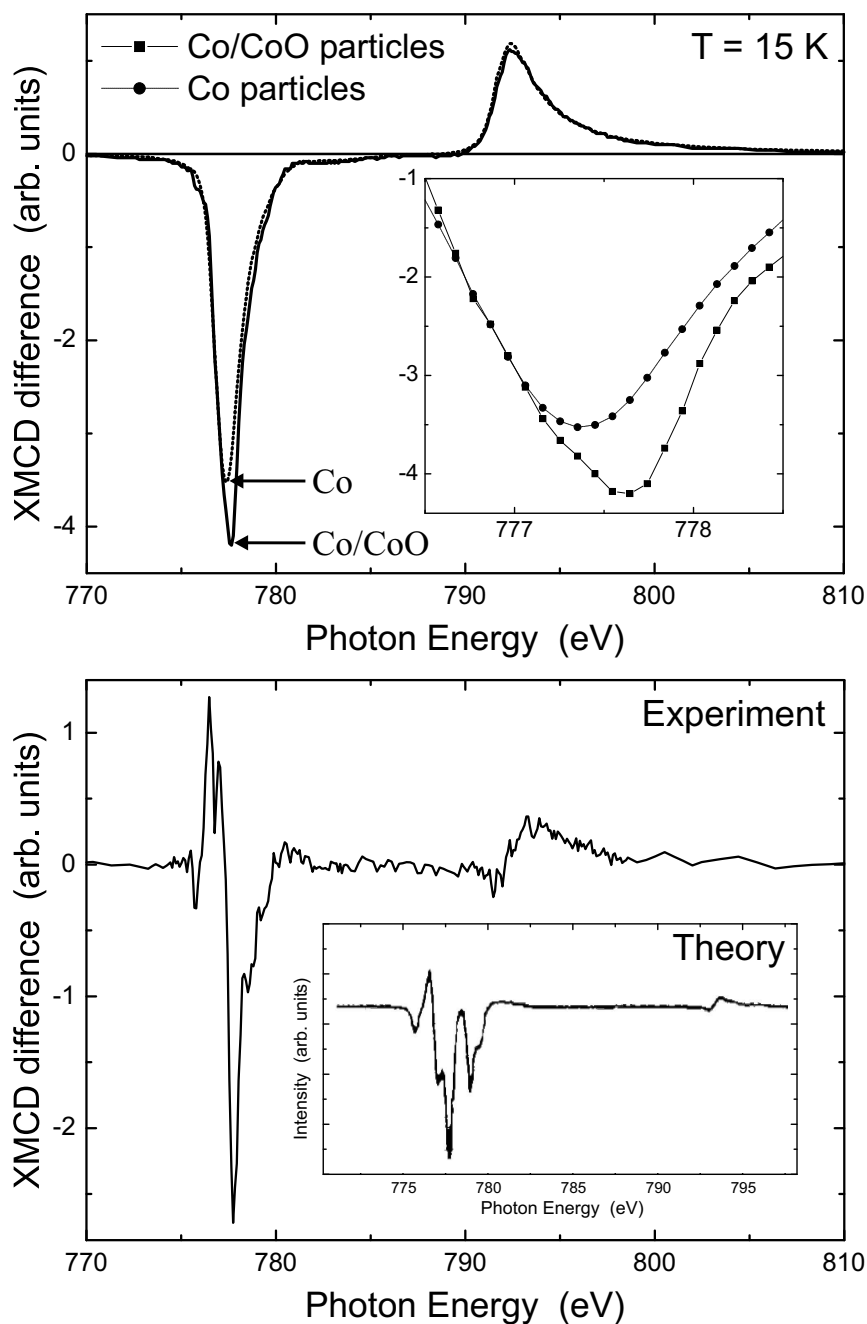 Co/CoO particles
Co particles
T = 15 K
XMCD difference (arb. units)
0
-2
-4
-1
-2
-3
-4
777
778
Co
Co/CoO
770
780
790
800
810
Photon Energy (eV)
Experiment
XMCD difference (arb. units)
1
0
-1
-2
Theory
Intensity (arb. units)
775
780
785
790
795
Photon Energy (eV)
770
780
790
800
810
Photon Energy (eV)